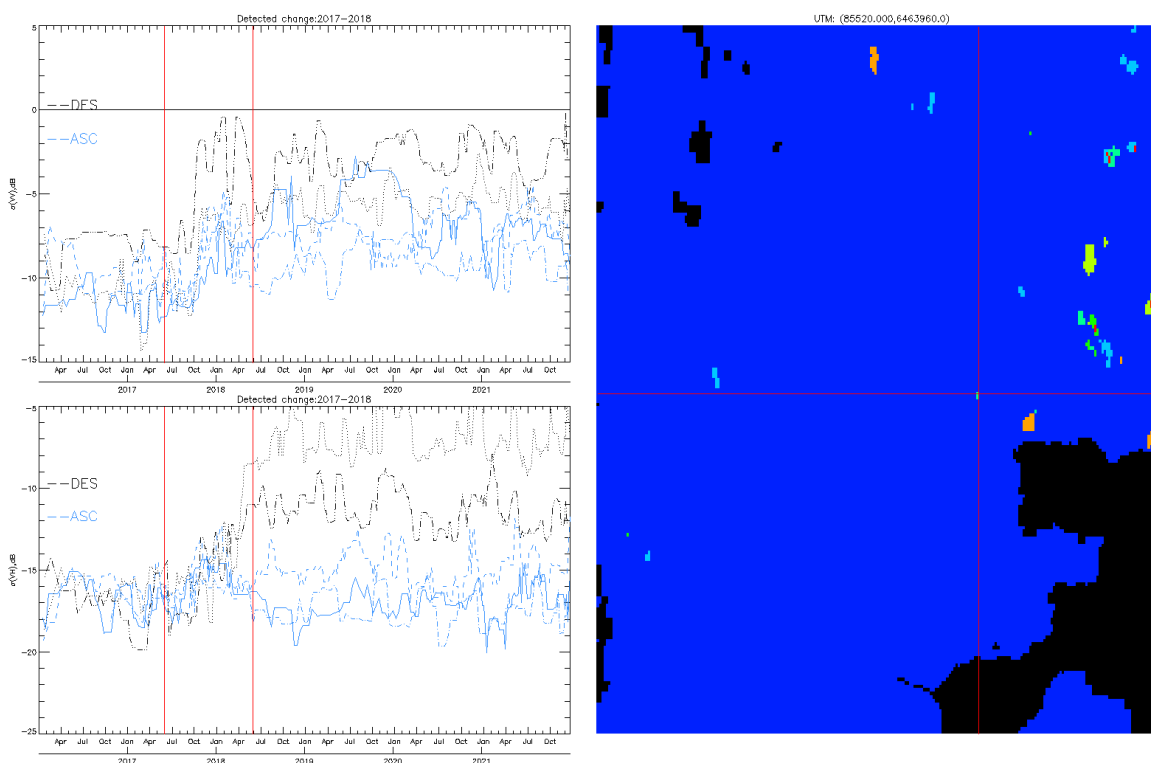 Detected change:2017−2018
5
0
−5
−10
−15
σ(VV),dB
−−DES
−−ASC
Apr Jul Oct Jan Apr Jul Oct Jan Apr Jul Oct Jan Apr Jul Oct Jan Apr Jul Oct Jan Apr Jul Oct
2017 2018 2019 2020 2021
Detected change:2017−2018
−5
−10
−15
−20
−25
σ(VH),dB
−−DES
−−ASC
Apr Jul Oct Jan Apr Jul Oct Jan Apr Jul Oct Jan Apr Jul Oct Jan Apr Jul Oct Jan Apr Jul Oct
2017 2018 2019 2020 2021
UTM: (85520.000,6463960.0)